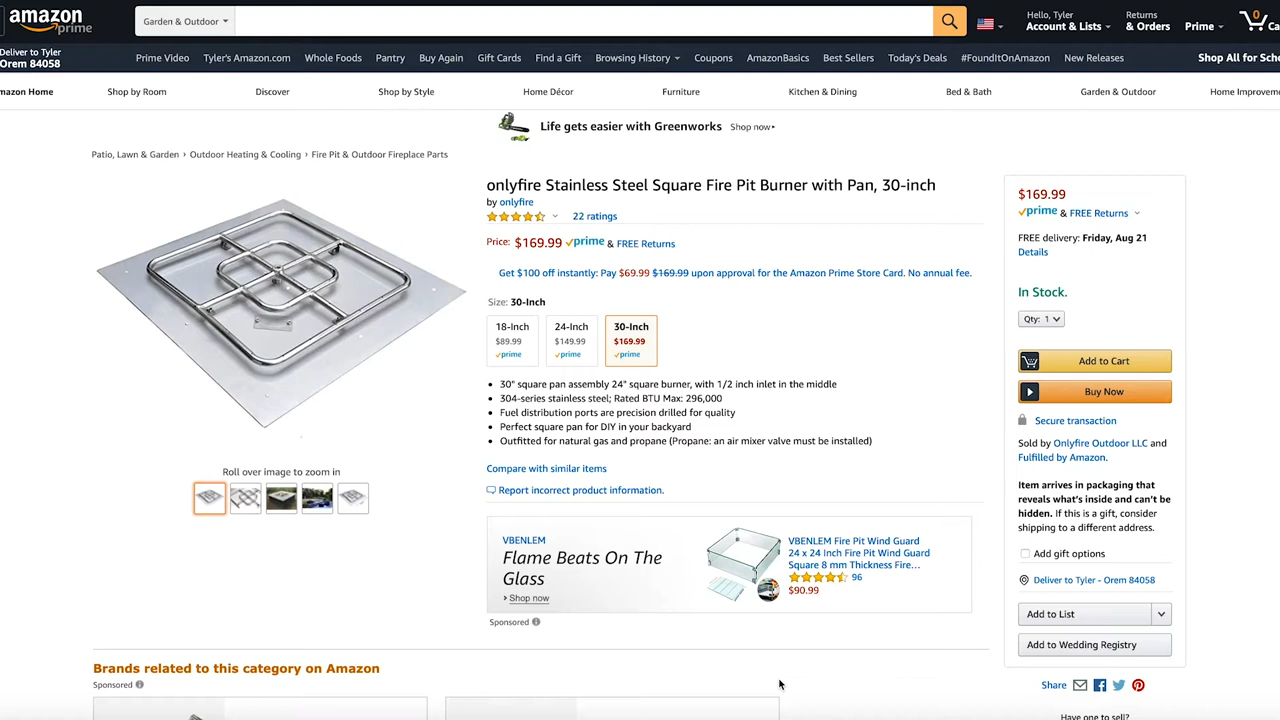 amazon
prime
Garden & Outdoor
Hello, Tyler
Account & Lists
Returns
& Orders
Prime
0
Ca
Deliver to Tyler
Orem 84058
Prime Video
Tyler's Amazon.com
Whole Foods
Pantry
Buy Again
Gift Cards
Find a Gift
Browsing History
Coupons
AmazonBasics
Best Sellers
Today's Deals
#FoundItOnAmazon
New Releases
Shop All for Scho
mazon Home
Shop by Room
Discover
Shop by Style
Home Décor
Furniture
Kitchen & Dining
Bed & Bath
Garden & Outdoor
Home Improvem
Life gets easier with Greenworks Shop now
Patio, Lawn & Garden › Outdoor Heating & Cooling › Fire Pit & Outdoor Fireplace Parts
onlyfire Stainless Steel Square Fire Pit Burner with Pan, 30-inch
by onlyfire
22 ratings
Price: $169.99 prime & FREE Returns
Get $100 off instantly: Pay $69.99 $169.99 upon approval for the Amazon Prime Store Card. No annual fee.
Size: 30-Inch
18-Inch
$89.99
prime
24-Inch
$149.99
prime
30-Inch
$169.99
prime
• 30" square pan assembly 24" square burner, with 1/2 inch inlet in the middle
• 304-series stainless steel; Rated BTU Max: 296,000
• Fuel distribution ports are precision drilled for quality
• Perfect square pan for DIY in your backyard
• Outfitted for natural gas and propane (Propane: an air mixer valve must be installed)
Compare with similar items
Report incorrect product information.
Roll over image to zoom in
VBENLEM
Flame Beats On The
Glass
Shop now
VBENLEM Fire Pit Wind Guard
24 x 24 Inch Fire Pit Wind Guard
Square 8 mm Thickness Fire…
96
$90.99
Sponsored
Brands related to this category on Amazon
Sponsored
$169.99
prime & FREE Returns
FREE delivery: Friday, Aug 21
Details
In Stock.
Qty: 1
Add to Cart
Buy Now
Secure transaction
Sold by Onlyfire Outdoor LLC and
Fulfilled by Amazon.
Item arrives in packaging that
reveals what's inside and can't be
hidden. If this is a gift, consider
shipping to a different address.
Add gift options
Deliver to Tyler - Orem 84058
Add to List
Add to Wedding Registry
Share
Have one to sell?